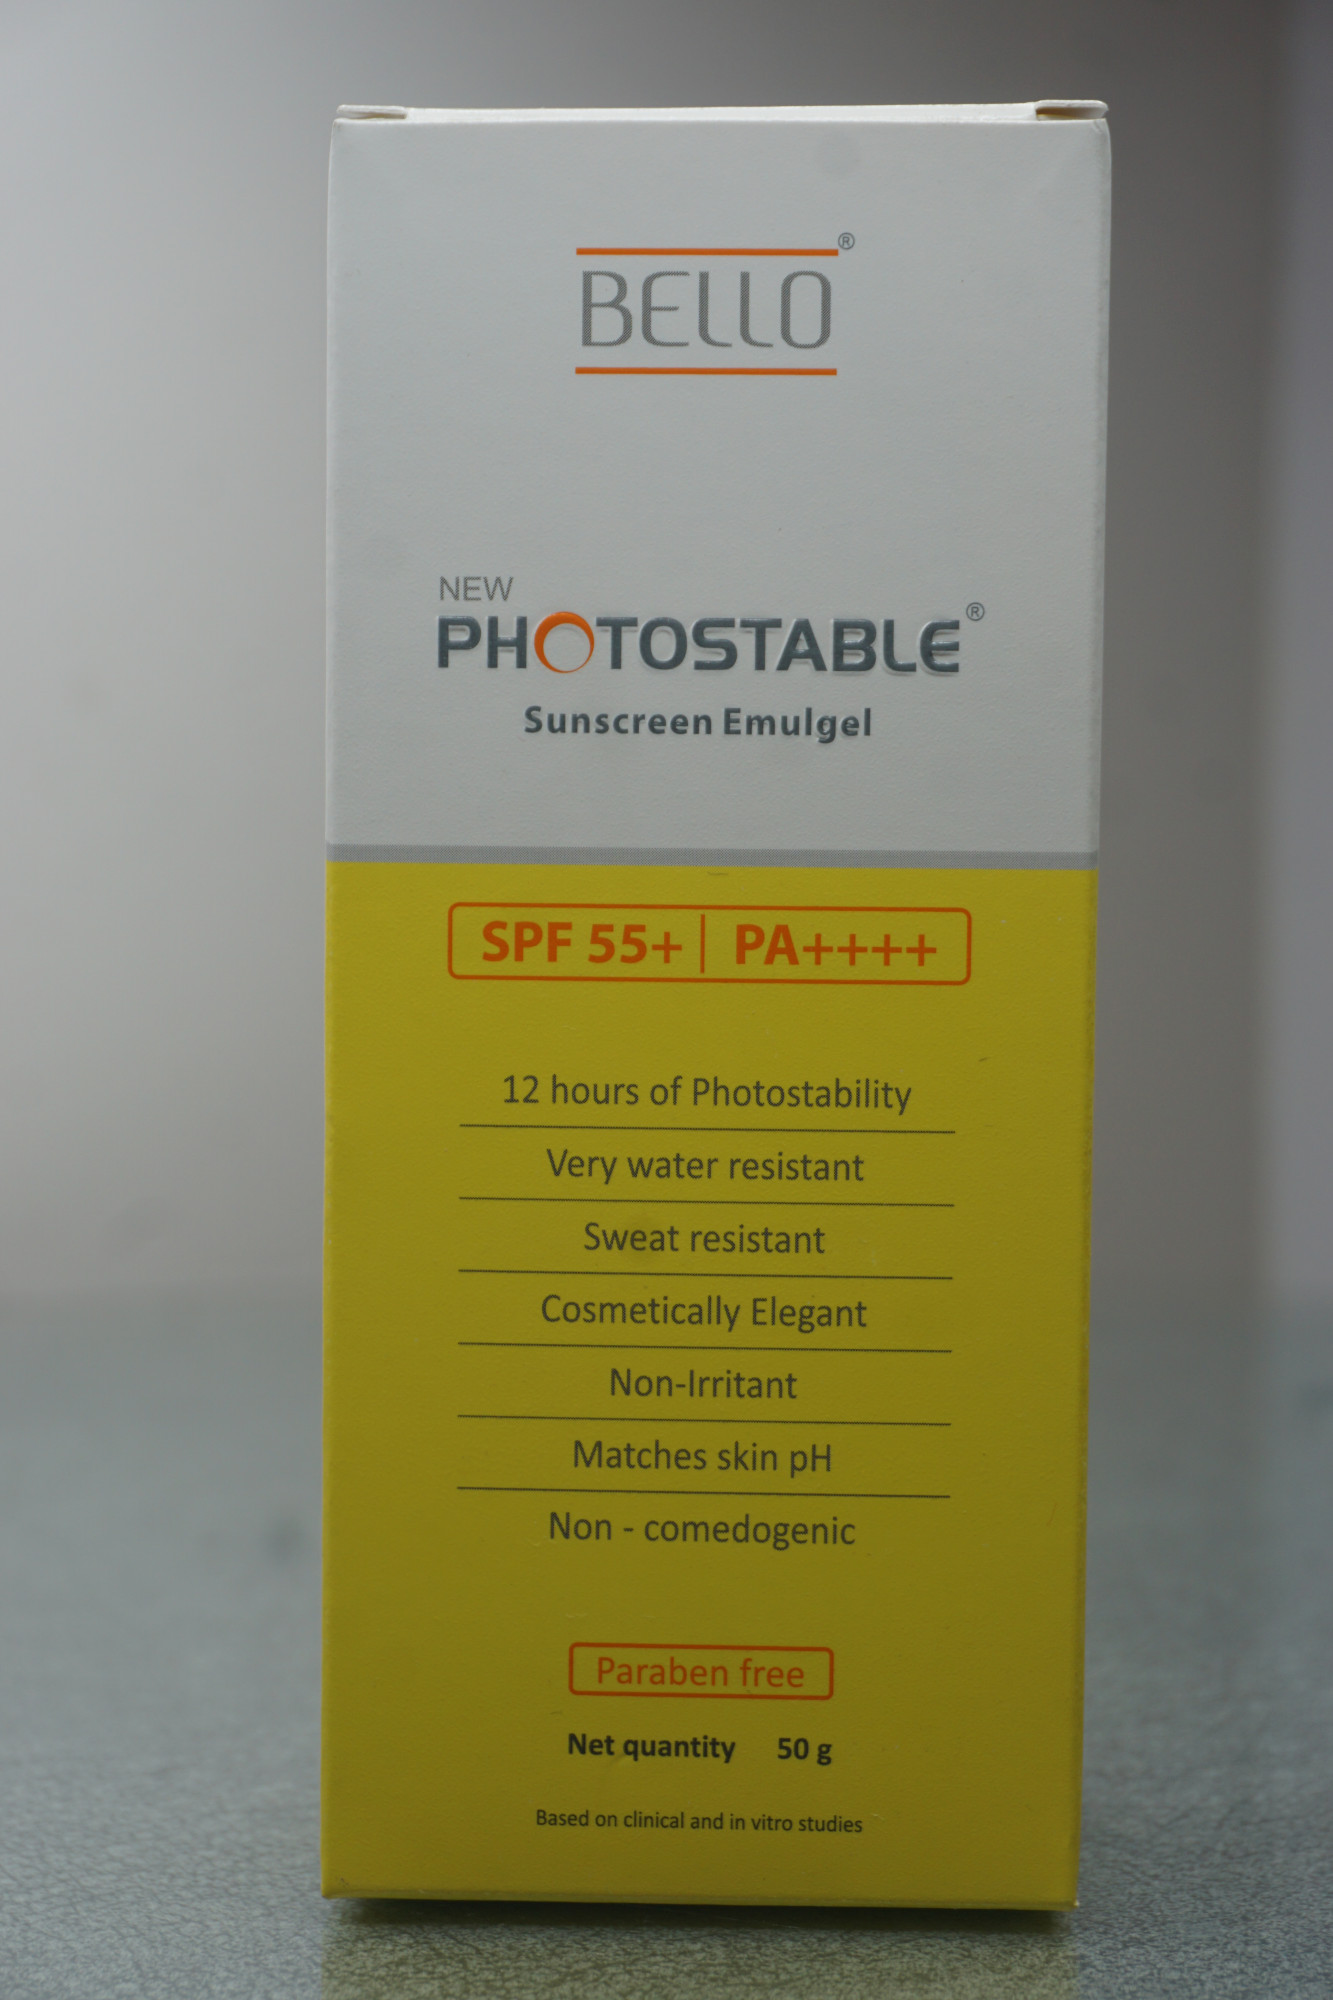 BELLO®
NEW
PHOTOSTABLE®
Sunscreen Emulgel
SPF 55+ | PA++++
12 hours of Photostability
Very water resistant
Sweat resistant
Cosmetically Elegant
Non-Irritant
Matches skin pH
Non - comedogenic
Paraben free
Net quantity 50 g
Based on clinical and in vitro studies